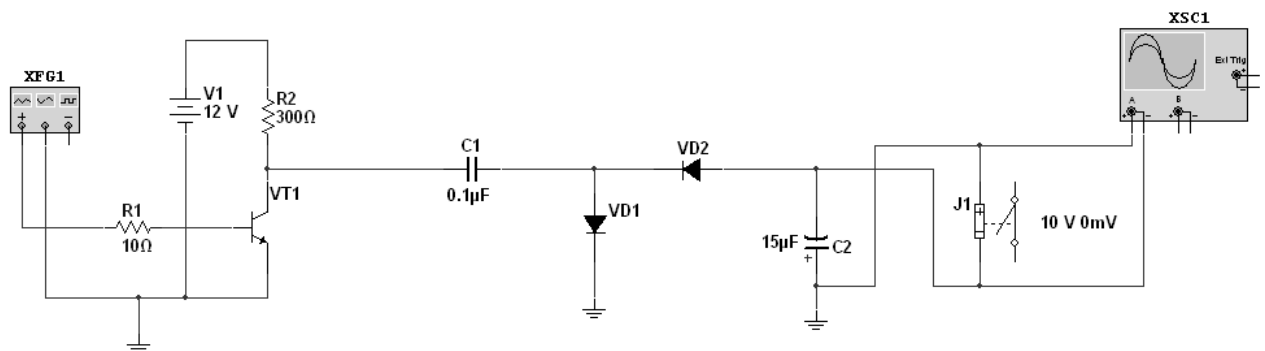 XSC1
Ext Trig
+
-
A
B
+ - + -
XFG1
+ -
V1
12 V
R2
300Ω
C1
0.1µF
VD2
VT1
R1
10Ω
VD1
15µF
C2
+
J1
+
10 V 0mV